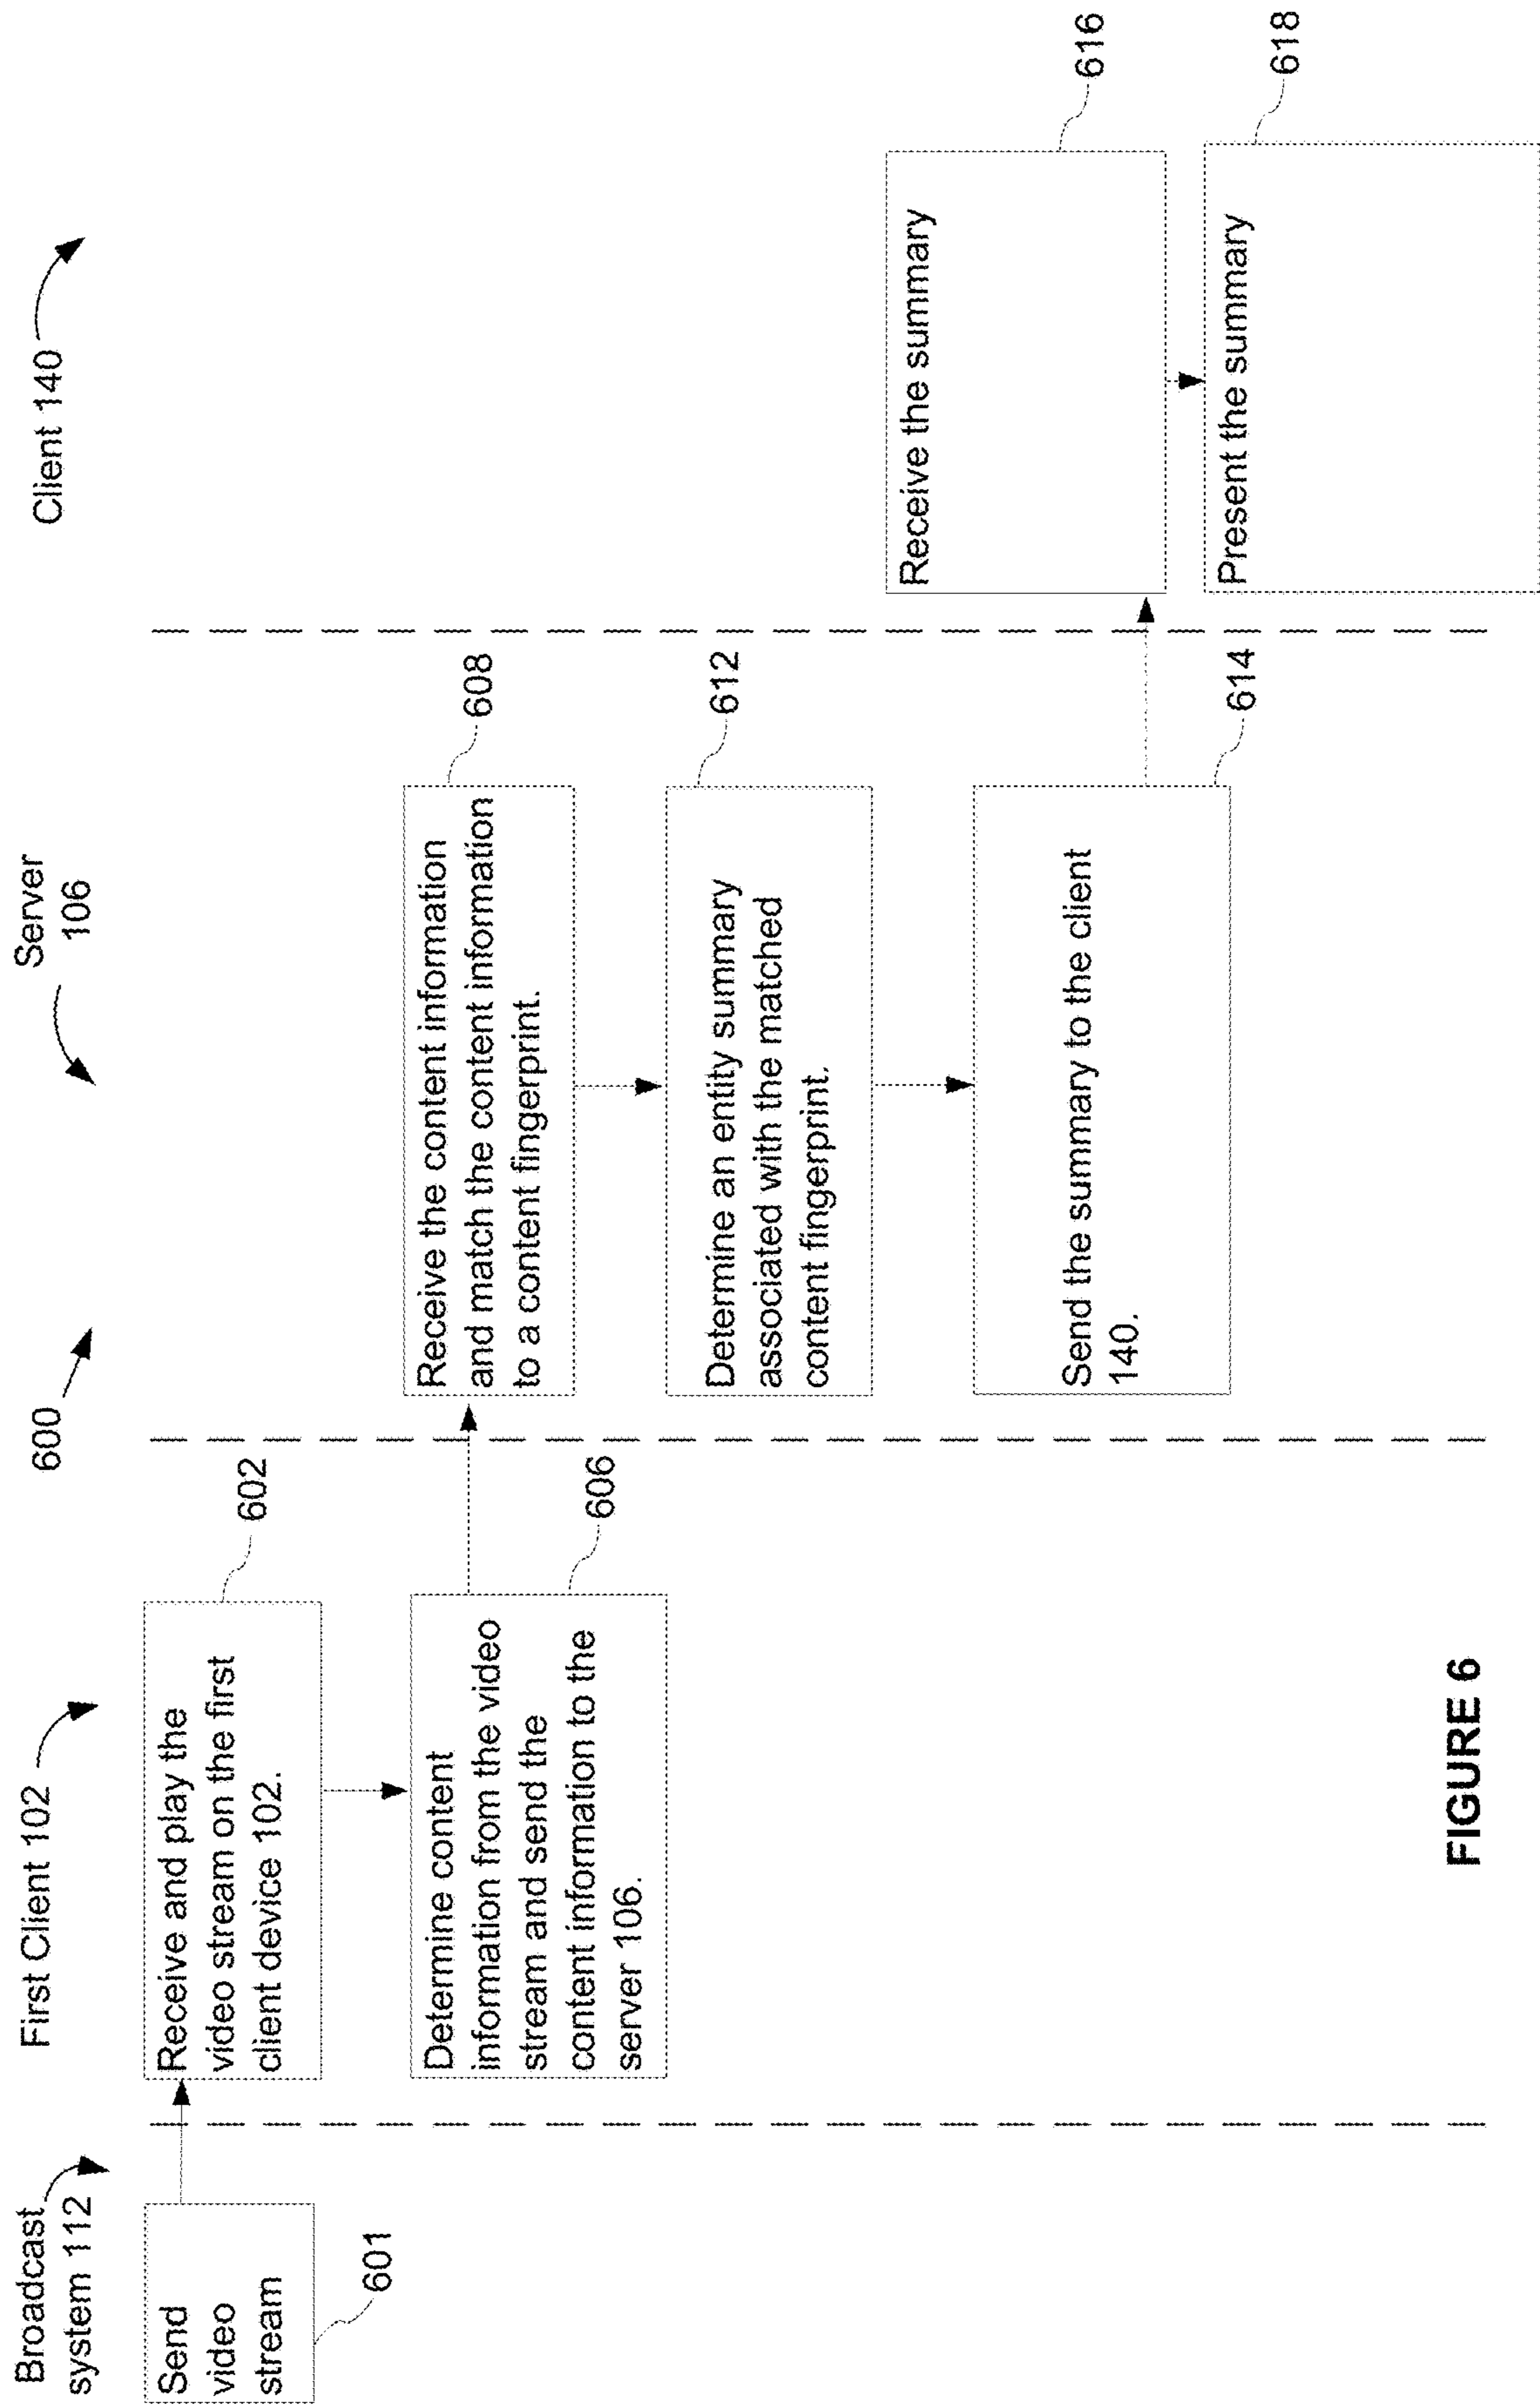 Broadcast
system 112
First Client 102
600
Server
106
Client 140
Send
video
stream
601
Receive and play the
video stream on the first
client device 102.
602
Determine content
information from the video
stream and send the
content information to the
server 106.
606
Receive the content information
and match the content information
to a content fingerprint.
608
Determine an entity summary
associated with the matched
content fingerprint.
612
Send the summary to the client
140.
614
Receive the summary
616
Present the summary
618
FIGURE 6